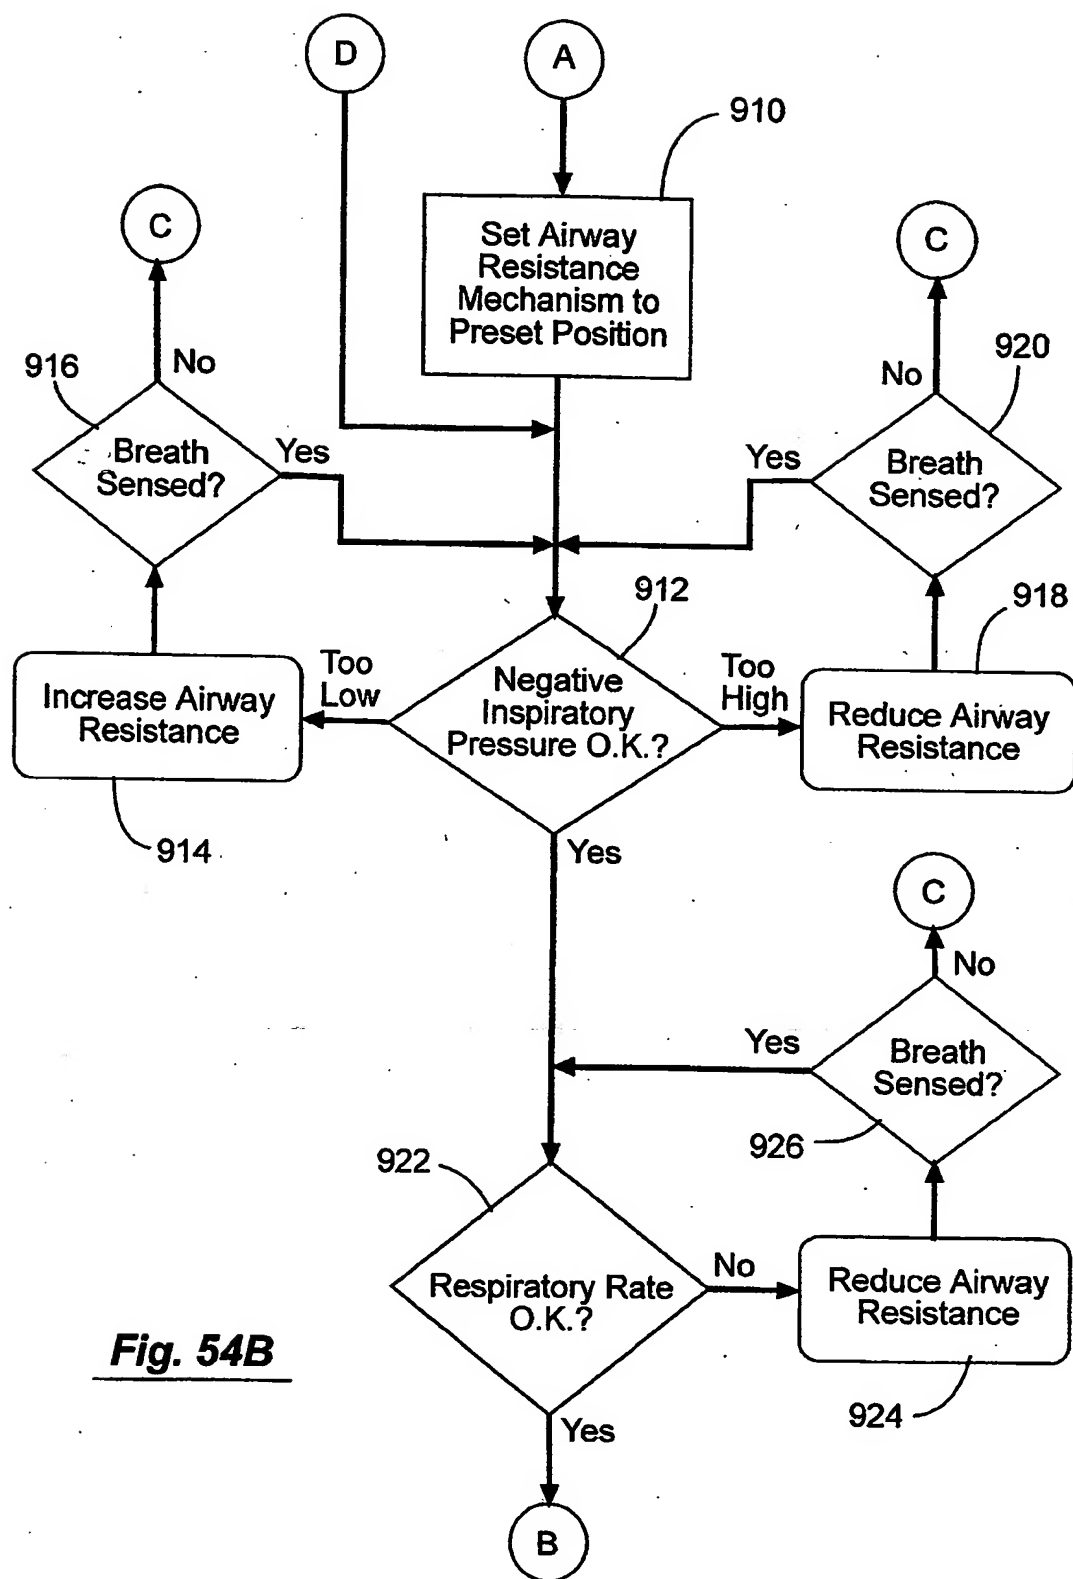 D
A
910
Set Airway
Resistance
Mechanism to
Preset Position
C
C
916
No
920
No
Breath
Sensed?
Yes
Yes
Breath
Sensed?
912
918
Increase Airway
Resistance
Too
Low
Negative
Inspiratory
Pressure O.K.?
Too
High
Reduce Airway
Resistance
914
Yes
C
No
Yes
Breath
Sensed?
926
922
Respiratory Rate
O.K.?
No
Reduce Airway
Resistance
Fig. 54B
924
Yes
B